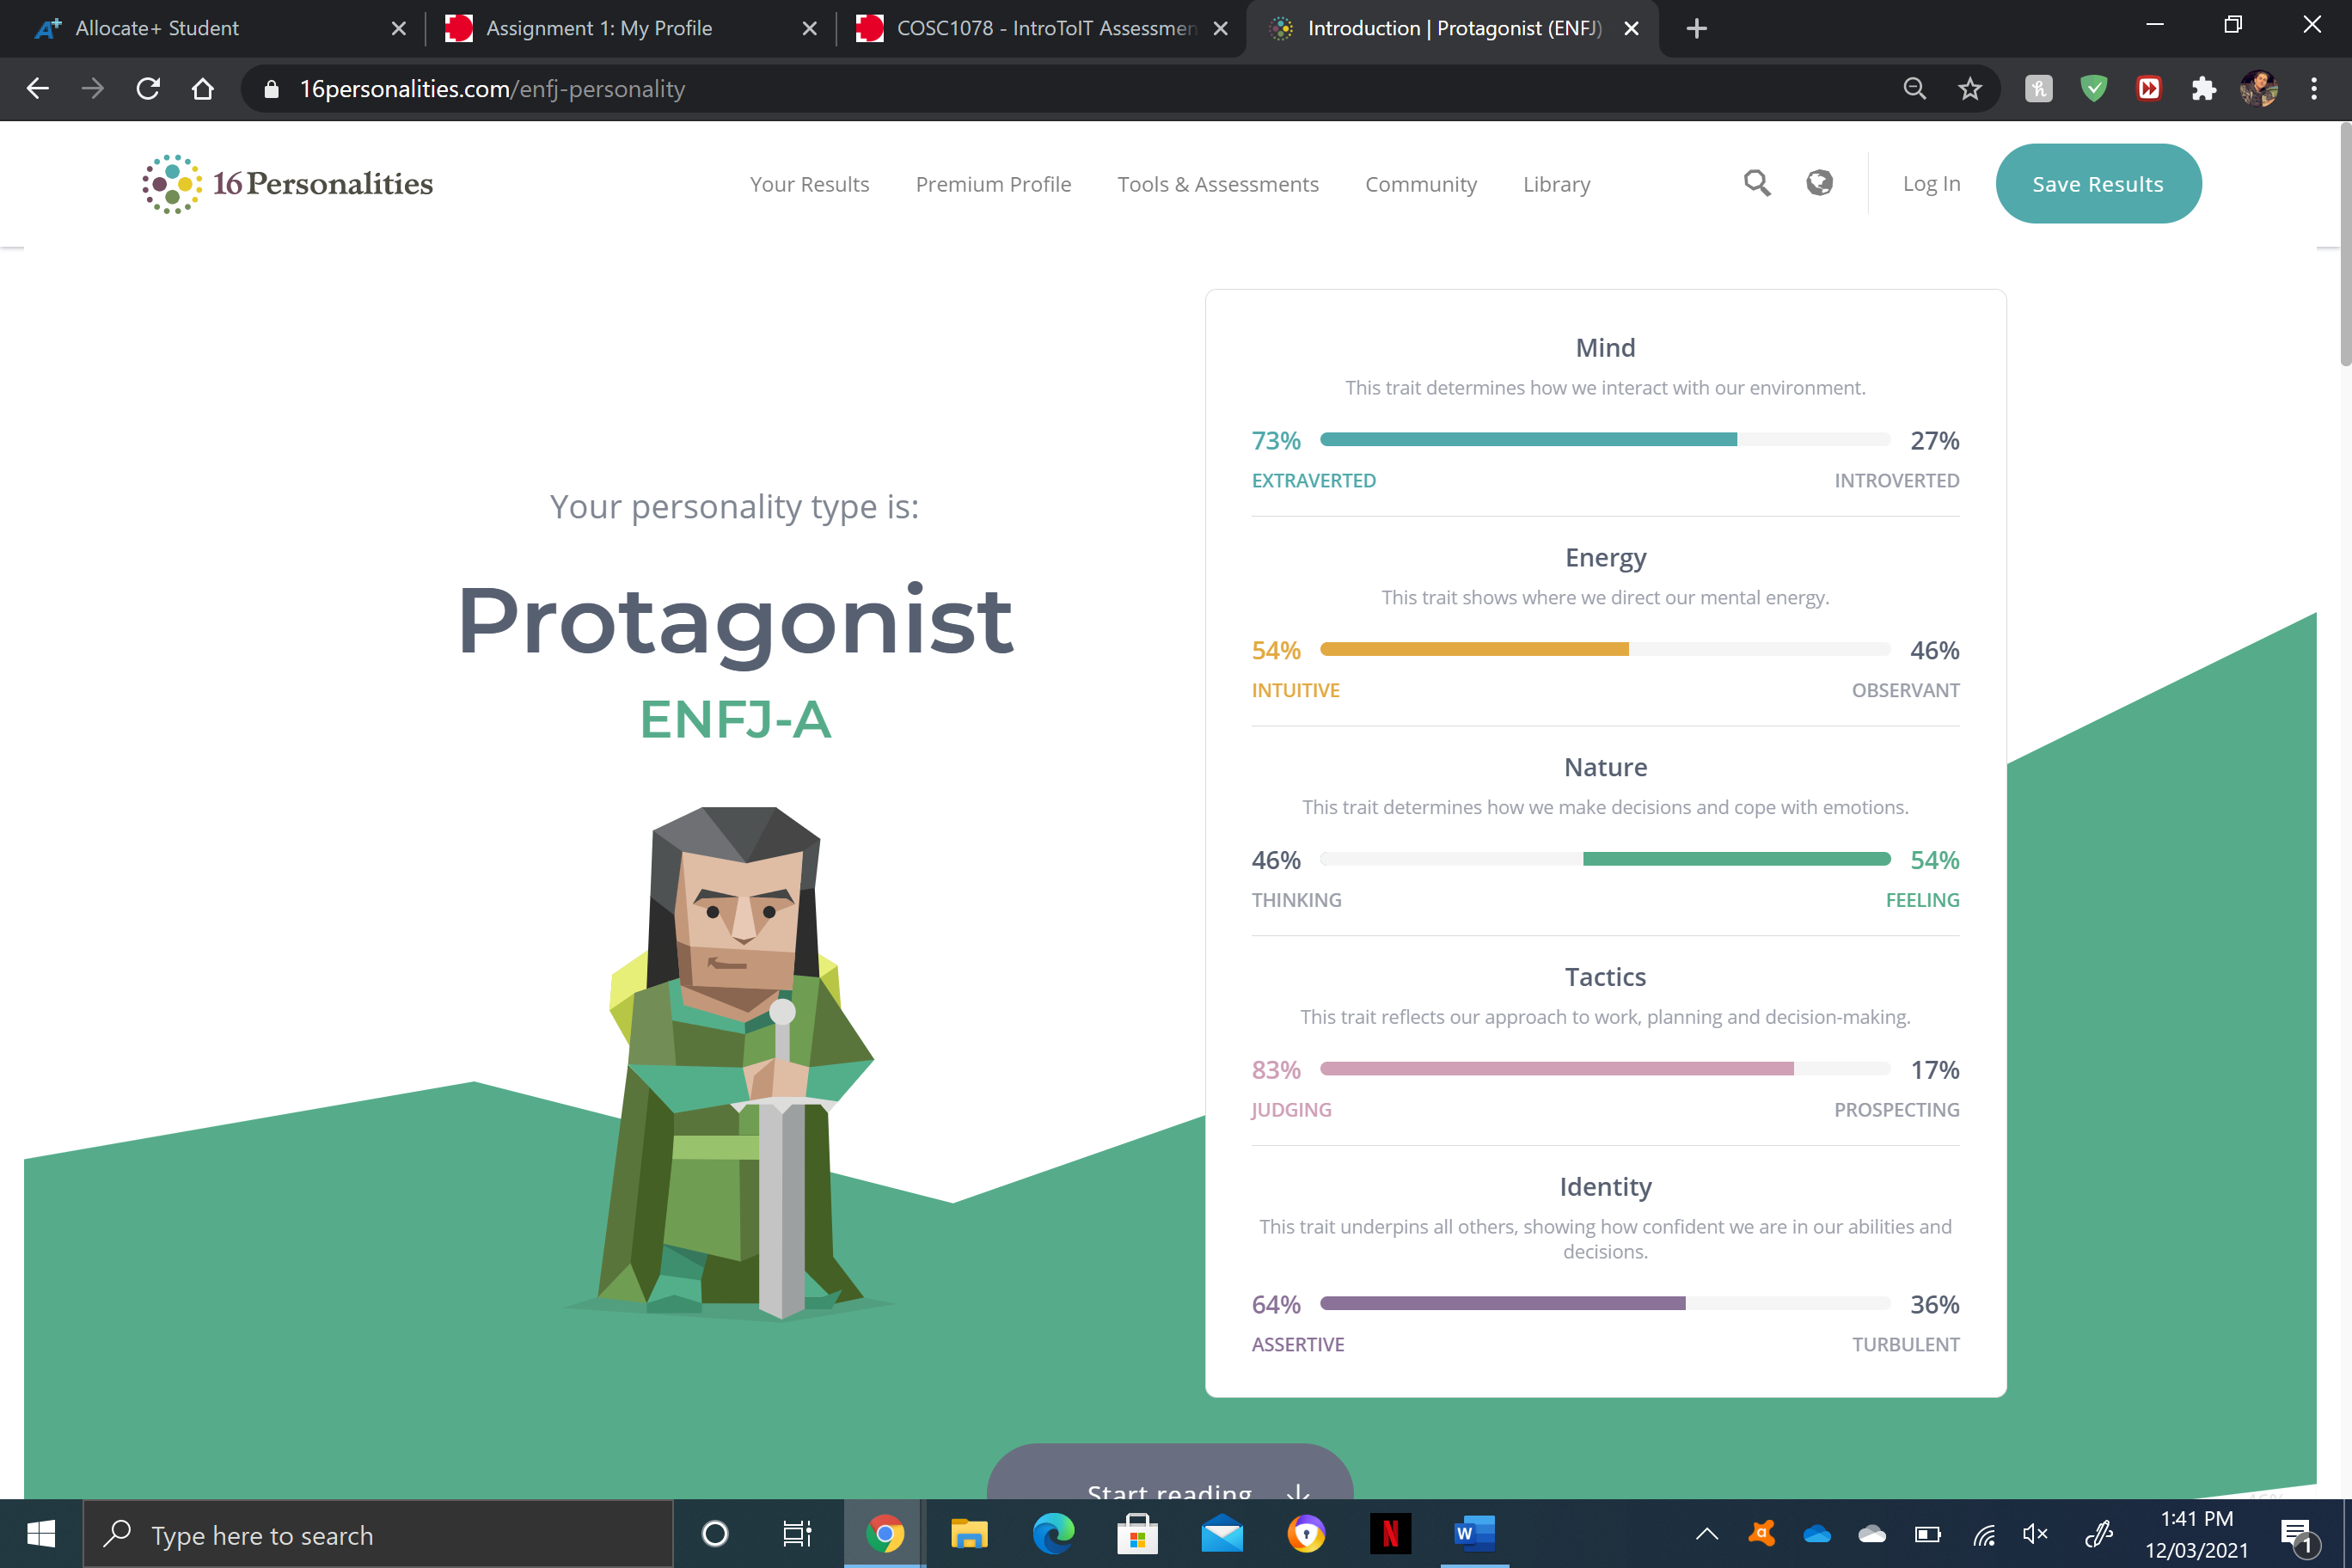 Allocate+ Student
Assignment 1: My Profile
COSC1078 - IntroToIT Assessmen
Introduction | Protagonist (ENFJ)
16personalities.com/enfj-personality
16Personalities
Your Results
Premium Profile
Tools & Assessments
Community
Library
Log In
Save Results
Your personality type is:
Protagonist
ENFJ-A
Mind
This trait determines how we interact with our environment.
73% 27%
EXTRAVERTED INTROVERTED
Energy
This trait shows where we direct our mental energy.
54% 46%
INTUITIVE OBSERVANT
Nature
This trait determines how we make decisions and cope with emotions.
46% 54%
THINKING FEELING
Tactics
This trait reflects our approach to work, planning and decision-making.
83% 17%
JUDGING PROSPECTING
Identity
This trait underpins all others, showing how confident we are in our abilities and
decisions.
64% 36%
ASSERTIVE TURBULENT
Start reading
Type here to search
1:41 PM
12/03/2021
1